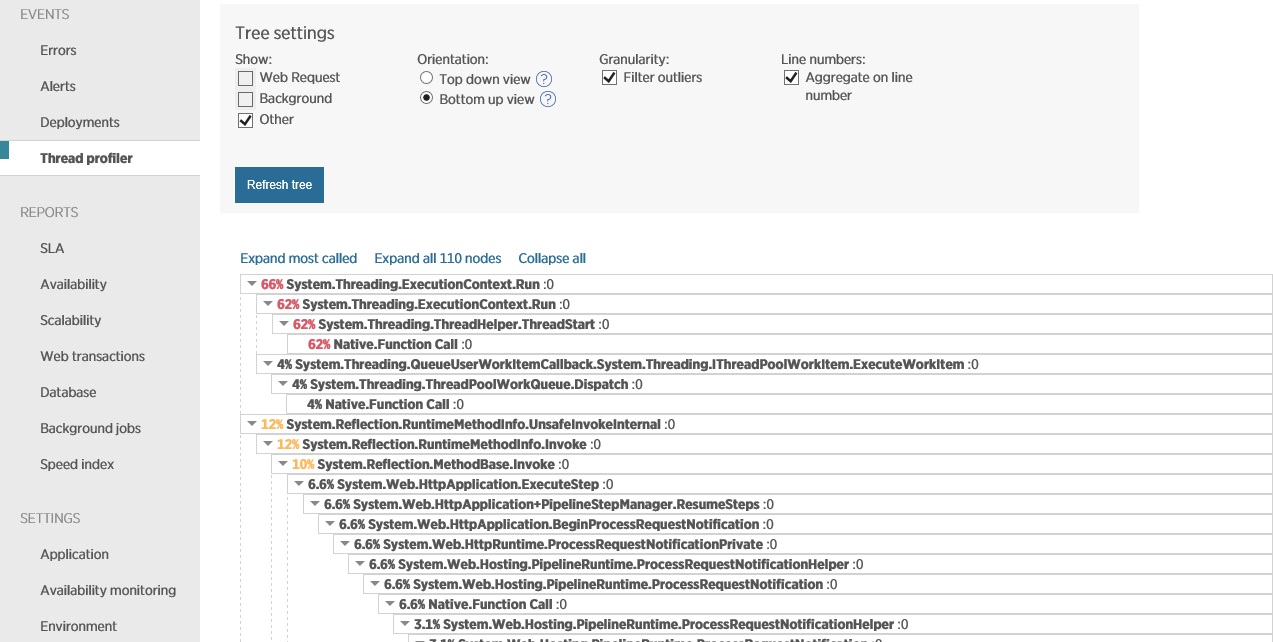 EVENTS
Errors
Alerts
Deployments
Thread profiler
REPORTS
SLA
Availability
Scalability
Web transactions
Database
Background jobs
Speed index
SETTINGS
Application
Availability monitoring
Environment
Tree settings
Show:
Web Request
Background
Other
Orientation:
Top down view ?
Bottom up view ?
Granularity:
Filter outliers
Line numbers:
Aggregate on line
number
Refresh tree
Expand most called Expand all 110 nodes Collapse all
66% System.Threading.ExecutionContext.Run :0
62% System.Threading.ExecutionContext.Run :0
62% System.Threading.ThreadHelper.ThreadStart :0
62% Native.Function Call :0
4% System.Threading.QueueUserWorkItemCallback.System.Threading.IThreadPoolWorkItem.ExecuteWorkItem :0
4% System.Threading.ThreadPoolWorkQueue.Dispatch :0
4% Native.Function Call :0
12% System.Reflection.RuntimeMethodInfo.UnsafeInvokeInternal :0
12% System.Reflection.RuntimeMethodInfo.Invoke :0
10% System.Reflection.MethodBase.Invoke :0
6.6% System.Web.HttpApplication.ExecuteStep :0
6.6% System.Web.HttpApplication+PipelineStepManager.ResumeSteps :0
6.6% System.Web.HttpApplication.BeginProcessRequestNotification :0
6.6% System.Web.HttpRuntime.ProcessRequestNotificationPrivate :0
6.6% System.Web.Hosting.PipelineRuntime.ProcessRequestNotificationHelper :0
6.6% System.Web.Hosting.PipelineRuntime.ProcessRequestNotification :0
6.6% Native.Function Call :0
3.1% System.Web.Hosting.PipelineRuntime.ProcessRequestNotificationHelper :0
3.1% System.Web.Hosting.PipelineRuntime.ProcessRequestNotification :0